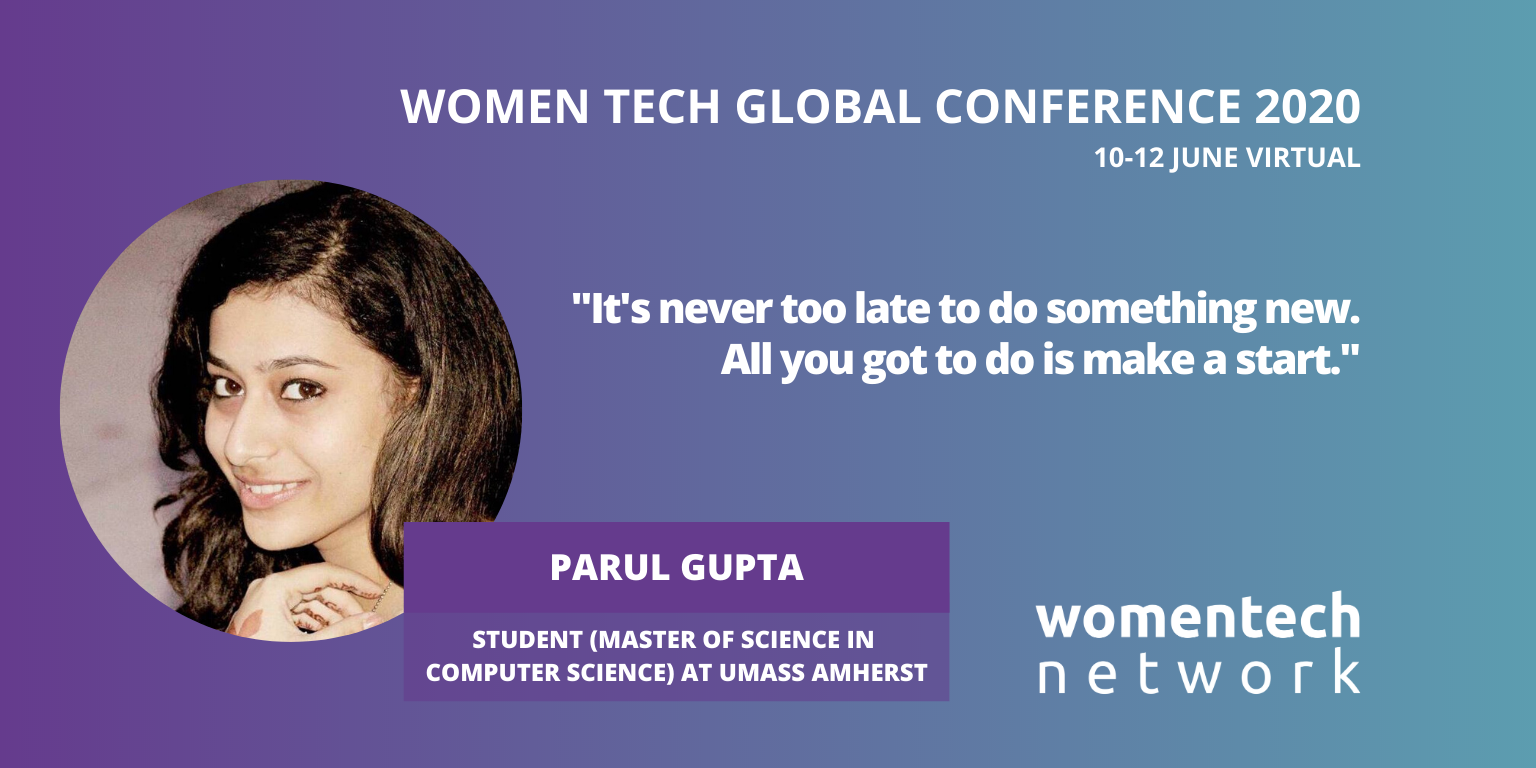 WOMEN TECH GLOBAL CONFERENCE 2020
10-12 JUNE VIRTUAL
"It's never too late to do something new.
All you got to do is make a start."
PARUL GUPTA
STUDENT (MASTER OF SCIENCE IN
COMPUTER SCIENCE) AT UMASS AMHERST
womentech
network